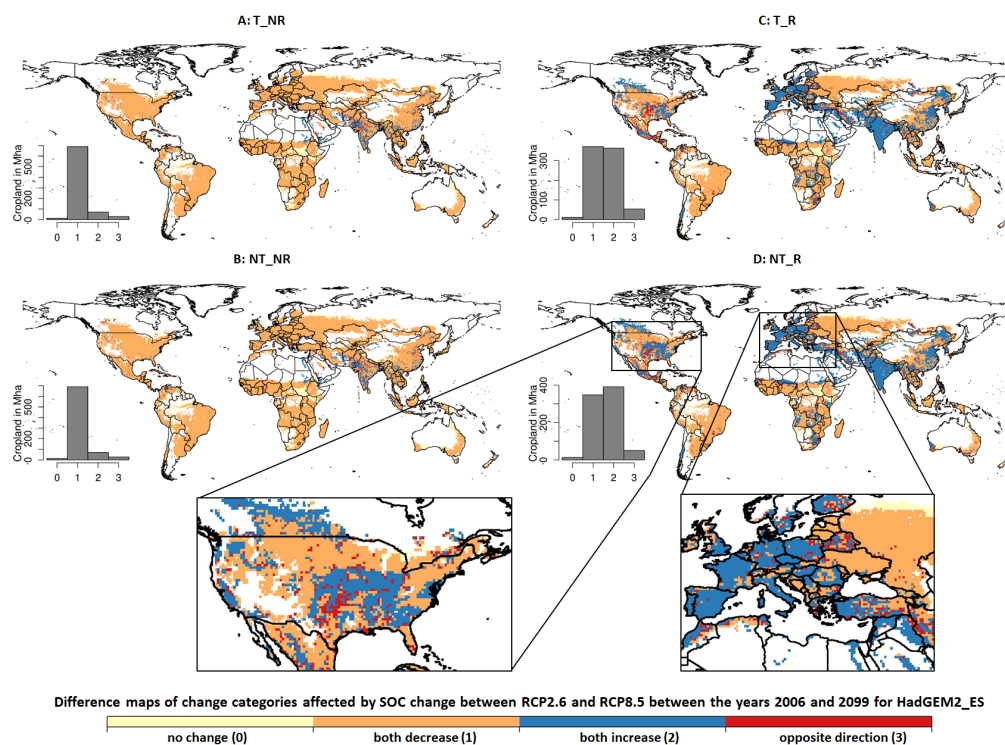 A: T_NR
C: T_R
Cropland in Mha
0 200 500
0 1 2 3
Cropland in Mha
0 100 300
0 1 2 3
B: NT_NR
D: NT_R
Cropland in Mha
0 200 500
0 1 2 3
Cropland in Mha
0 200 400
0 1 2 3
Difference maps of change categories affected by SOC change between RCP2.6 and RCP8.5 between the years 2006 and 2099 for HadGEM2_ES
no change (0) both decrease (1) both increase (2) opposite direction (3)